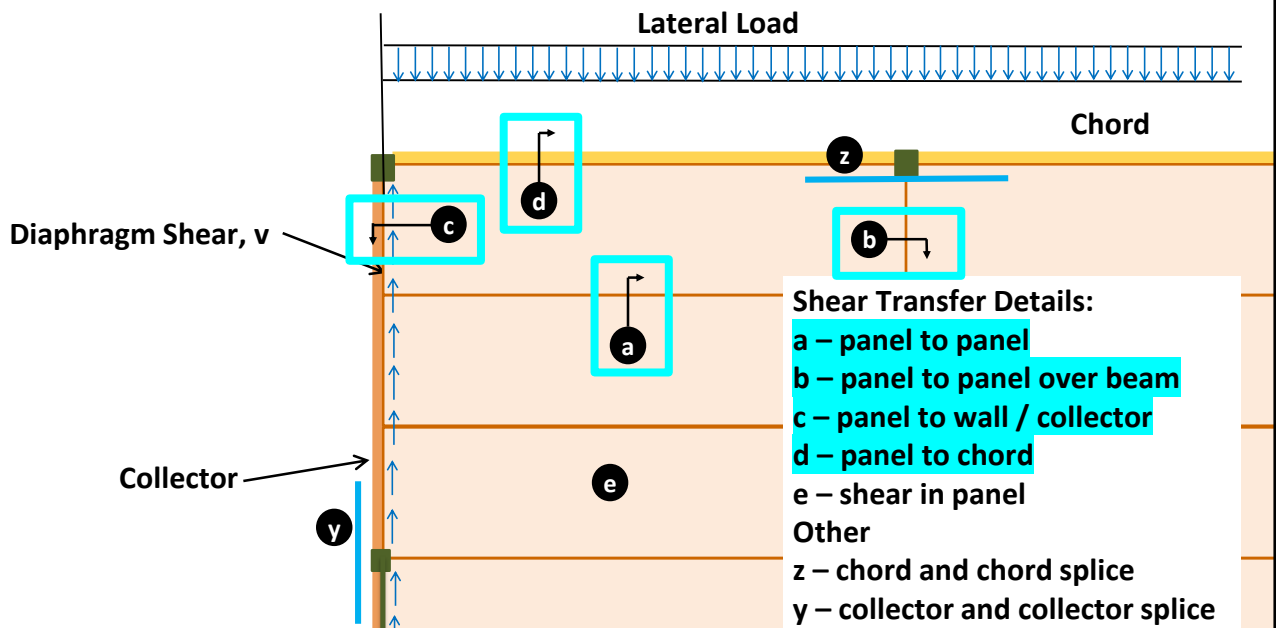 Lateral Load
Chord
z
d
c
Diaphragm Shear, v
b
a
Shear Transfer Details:
a – panel to panel
b – panel to panel over beam
c – panel to wall / collector
d – panel to chord
e – shear in panel
Other
z – chord and chord splice
y – collector and collector splice
Collector
e
y